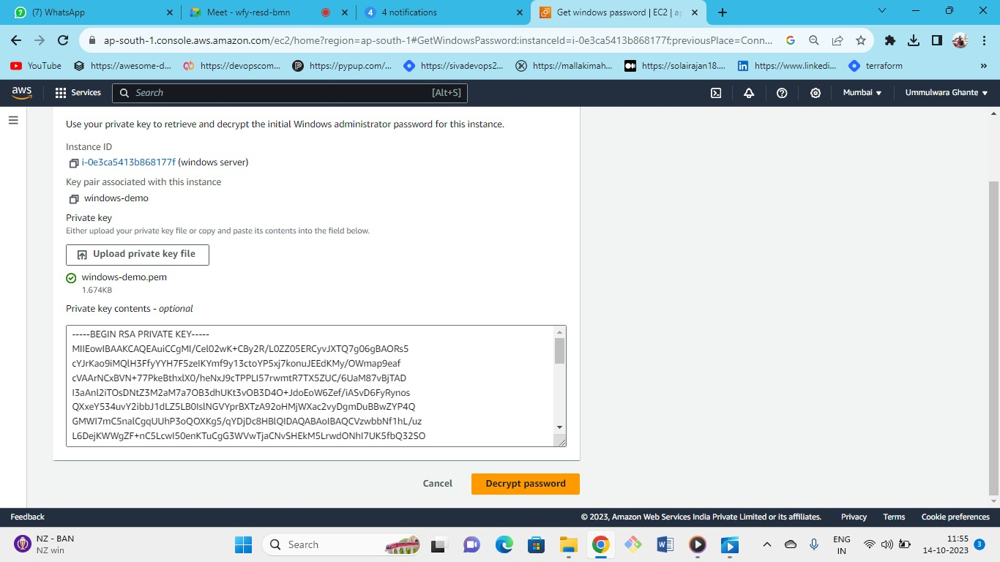 (7) WhatsApp
Meet - wfy-resd-bmn
4 notifications
Get windows password | EC2 | ap
ap-south-1.console.aws.amazon.com/ec2/home?region=ap-south-1#GetWindowsPassword:instanceId=i-0e3ca5413b868177f;previousPlace=Conn...
YouTube
https://awesome-d...
https://devopscom...
https://pypup.com/...
https://sivadevops2...
https://mallakimah...
https://solairajan18....
https://www.linkedi...
terraform
aws
Services
Search
[Alt+S]
Mumbai
Ummulwara Ghante
Use your private key to retrieve and decrypt the initial Windows administrator password for this instance.
Instance ID
i-0e3ca5413b868177f (windows server)
Key pair associated with this instance
windows-demo
Private key
Either upload your private key file or copy and paste its contents into the field below.
Upload private key file
windows-demo.pem
1.674KB
Private key contents - optional
-----BEGIN RSA PRIVATE KEY-----
MIIEowIBAAKCAQEAuiCCgMI/Cel02wK+CBy2R/L0ZZ05ERCyvJXTQ7g06gBAORs5
cYJrKao9iMQlH3FfyYYH7F5zeIKYmf9y13ctoYP5xj7konuJEEdKMy/OWmap9eaf
cVAArNCxBVN+77PkeBthxlX0/heNxJ9cTPPLI57rwmtR7TX5ZUC/6UaM87vBjTAD
I3aAnl2iTOsDNtZ3M2aM7a7OB3dhUKt3vOB3D4O+JdoEoW6Zef/iASvD6FyRynos
QXxeY534uvY2ibbJ1dLZ5LB0IslNGVYprBXTzA92oHMjWXac2vyDgmDuBBwZYP4Q
GMWI7mC5nalCgqUUhP3oQOXKg5/qYDjDc8HBlQIDAQABAoIBAQCVzwbbNf1hL/uz
L6DejKWWgZF+nC5LcwI50enKTuCgG3WVwTjaCNvSHEkM5LrwdONhI7UK5fbQ32SO
Cancel
Decrypt password
Feedback
© 2023, Amazon Web Services India Private Limited or its affiliates.
Privacy
Terms
Cookie preferences
NZ - BAN
NZ win
Search
ENG
IN
11:55
14-10-2023
3